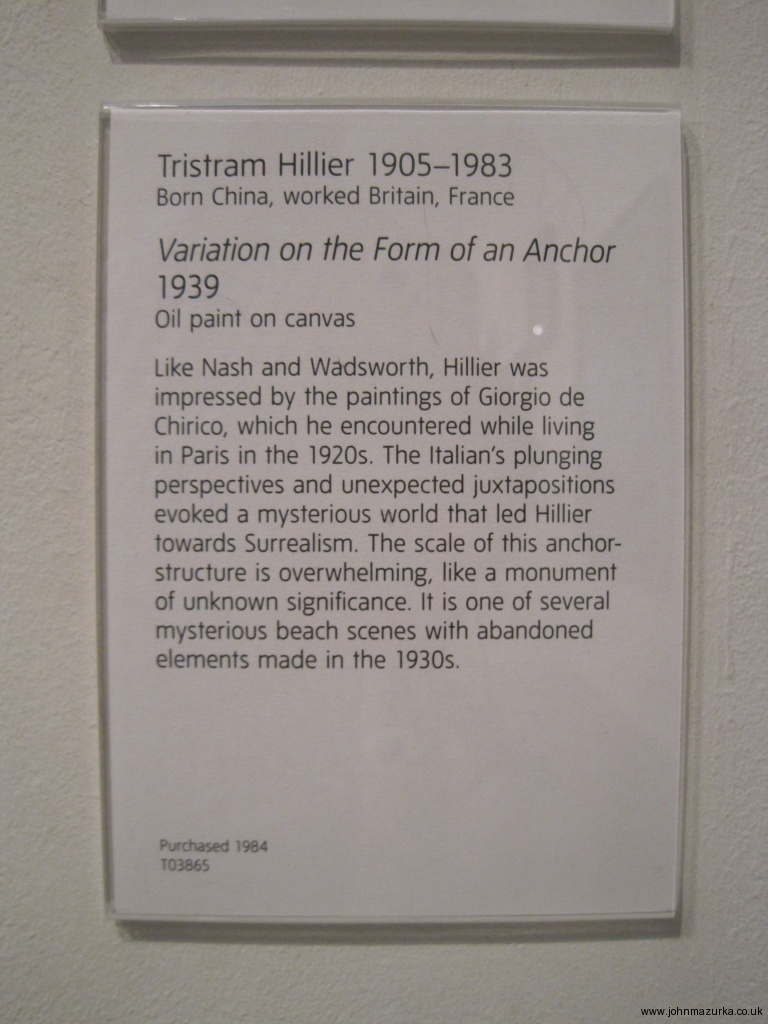 Tristram Hillier 1905–1983
Born China, worked Britain, France
Variation on the Form of an Anchor
1939
Oil paint on canvas
Like Nash and Wadsworth, Hillier was
impressed by the paintings of Giorgio de
Chirico, which he encountered while living
in Paris in the 1920s. The Italian's plunging
perspectives and unexpected juxtapositions
evoked a mysterious world that led Hillier
towards Surrealism. The scale of this anchor-
structure is overwhelming, like a monument
of unknown significance. It is one of several
mysterious beach scenes with abandoned
elements made in the 1930s.
Purchased 1984
T03865
www.johnmazurka.co.uk